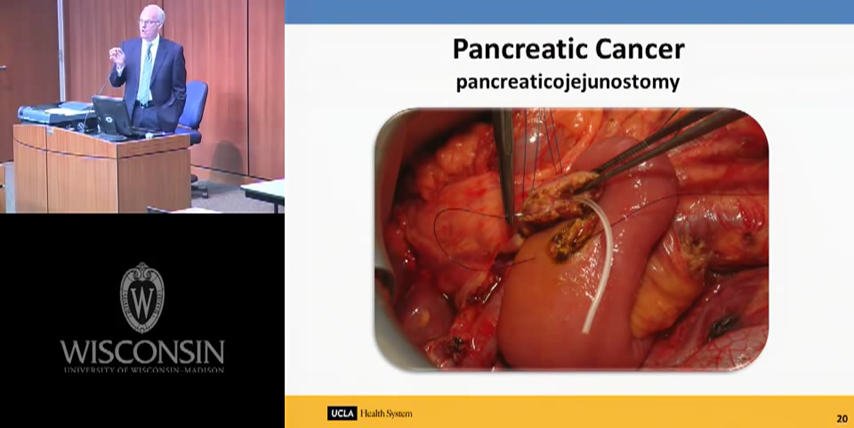 Pancreatic Cancer
pancreaticojejunostomy
W
WISCONSIN
UNIVERSITY OF WISCONSIN–MADISON
UCLA Health System
20